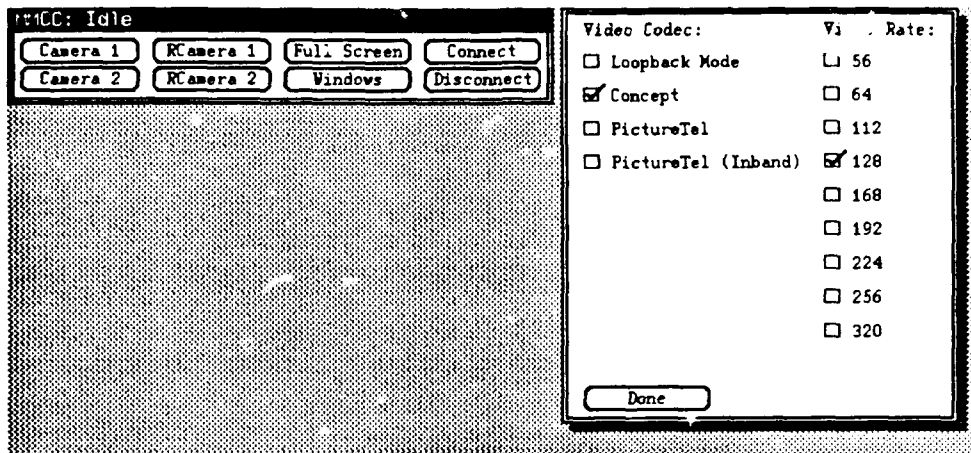 Idle
Camera 1 RCamera 1 Full Screen Connect
Camera 2 RCamera 2 Windows Disconnect
Video Codec: Rate:
Loopback Mode 56
Concept 64
PictureTel 112
PictureTel (Inband) 128
168
192
224
256
320
Done